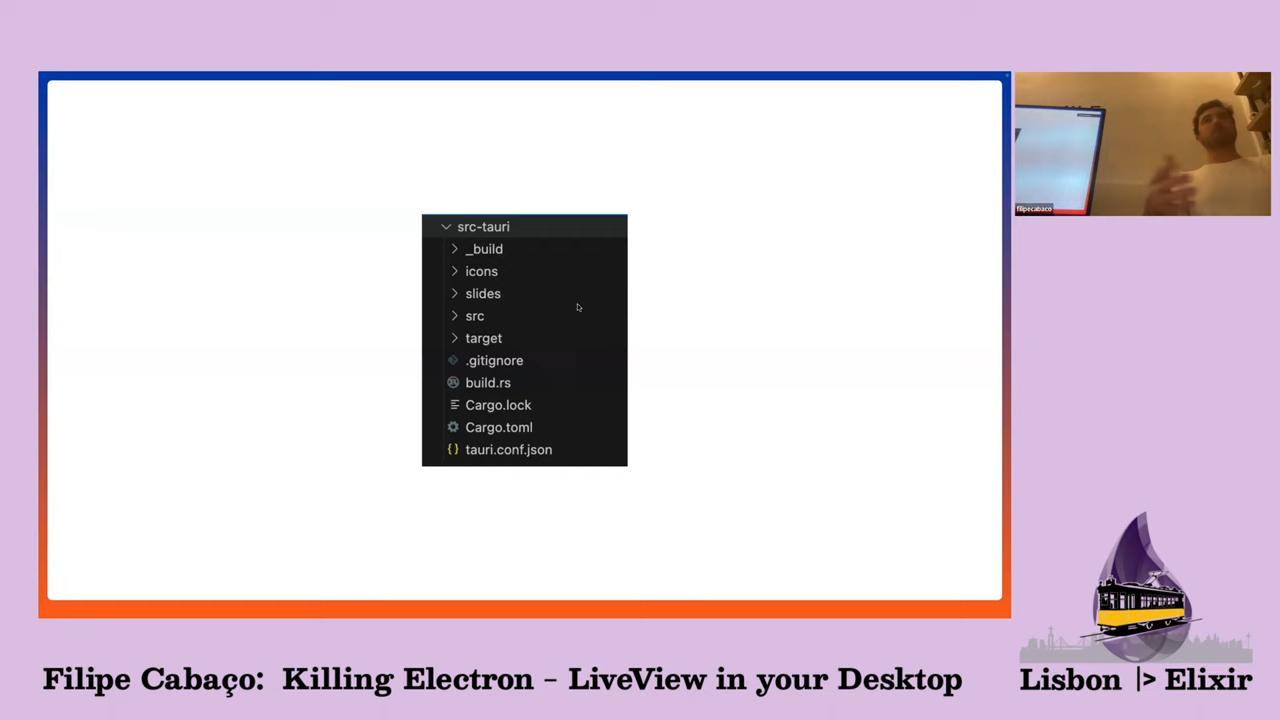 src-tauri
_build
icons
slides
src
target
.gitignore
build.rs
Cargo.lock
Cargo.toml
tauri.conf.json
filipecabaco
Filipe Cabaço: Killing Electron - LiveView in your Desktop
Lisbon |> Elixir